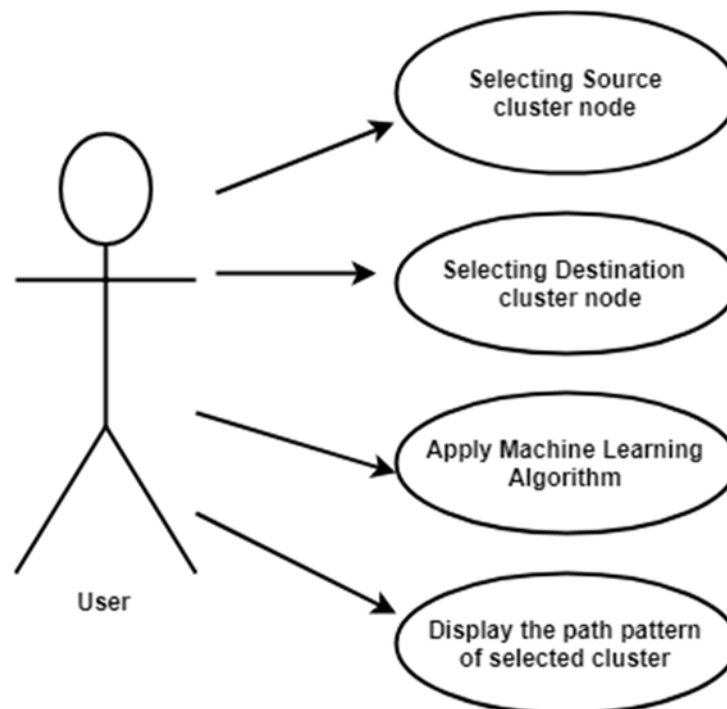 Selecting Source
cluster node
Selecting Destination
cluster node
Apply Machine Learning
Algorithm
User
Display the path pattern
of selected cluster